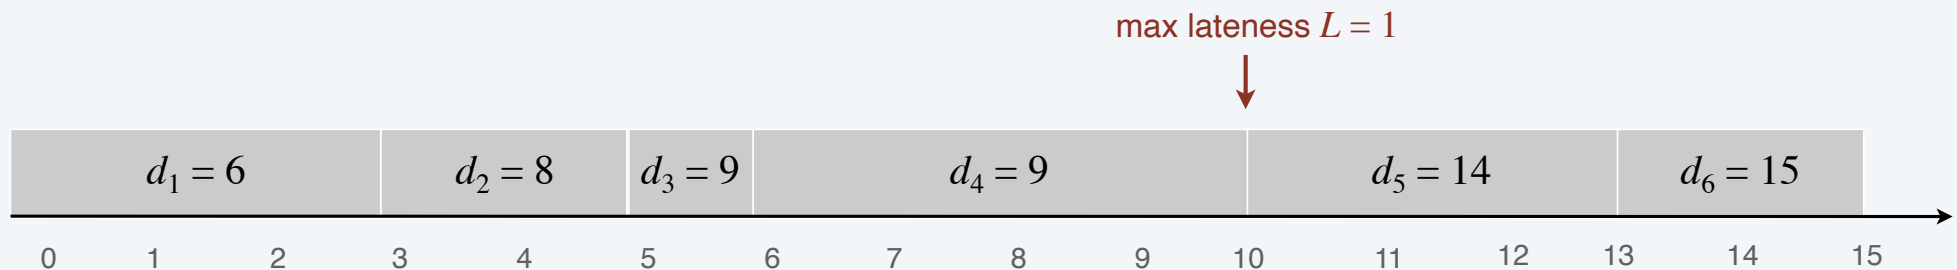 max lateness L = 1
d₁ = 6 d₂ = 8 d₃ = 9 d₄ = 9 d₅ = 14 d₆ = 15
0 1 2 3 4 5 6 7 8 9 10 11 12 13 14 15